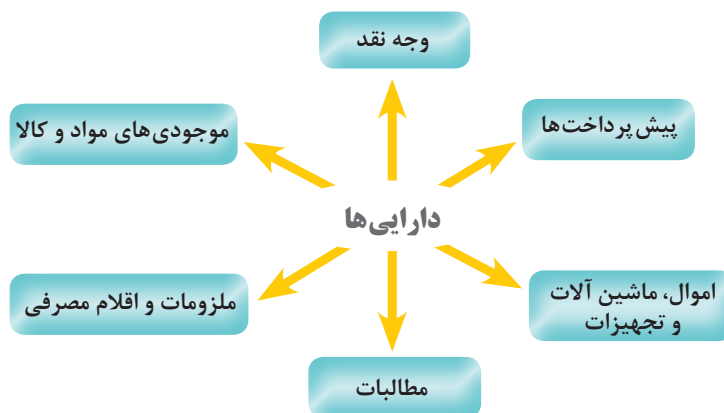 وجه نقد
پیش پرداخت‌ها
موجودی‌های مواد و کالا
دارایی‌ها
اموال، ماشین آلات
و تجهیزات
ملزومات و اقلام مصرفی
مطالبات